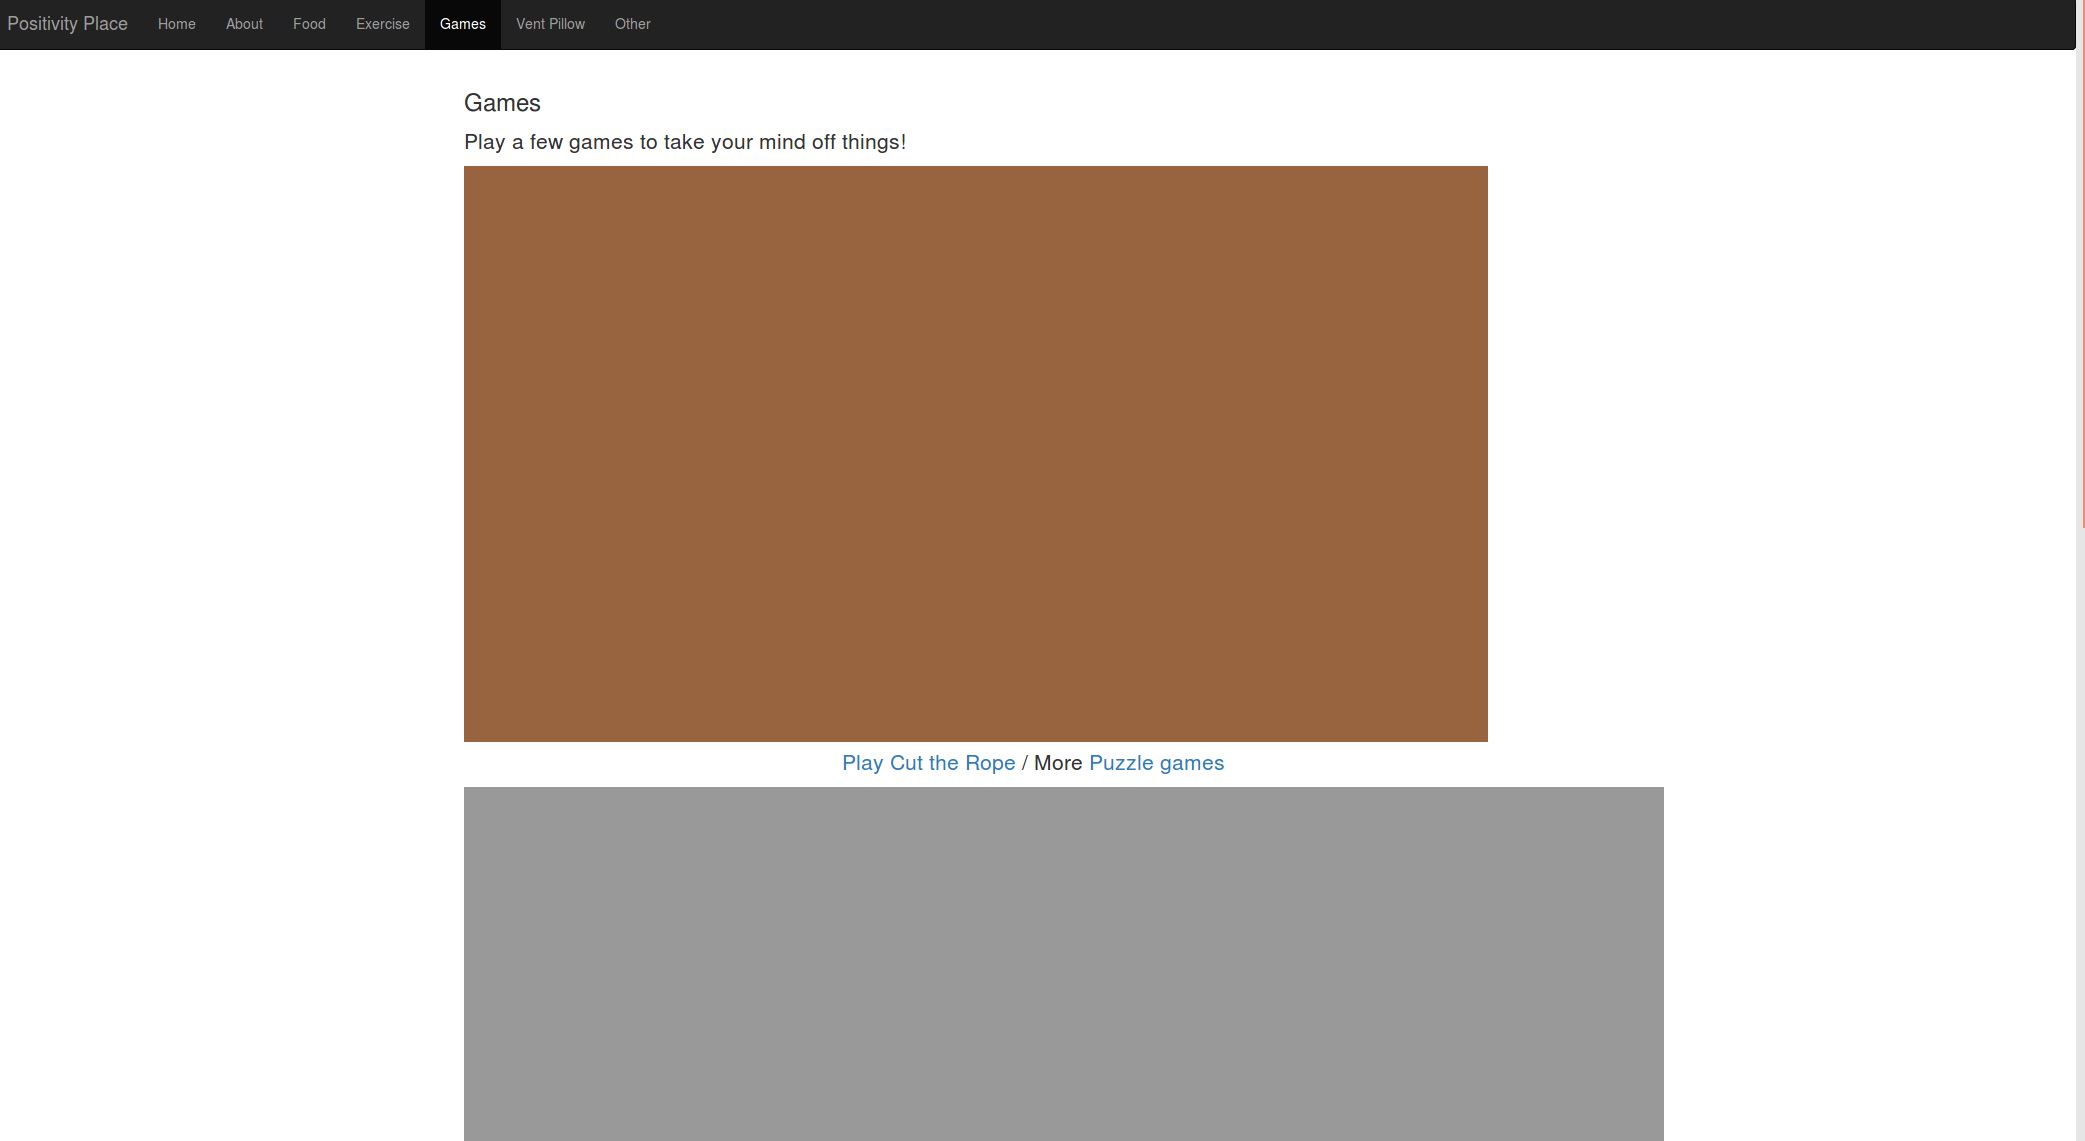 Positivity Place Home About Food Exercise Games Vent Pillow Other
Games
Play a few games to take your mind off things!
Play Cut the Rope / More Puzzle games